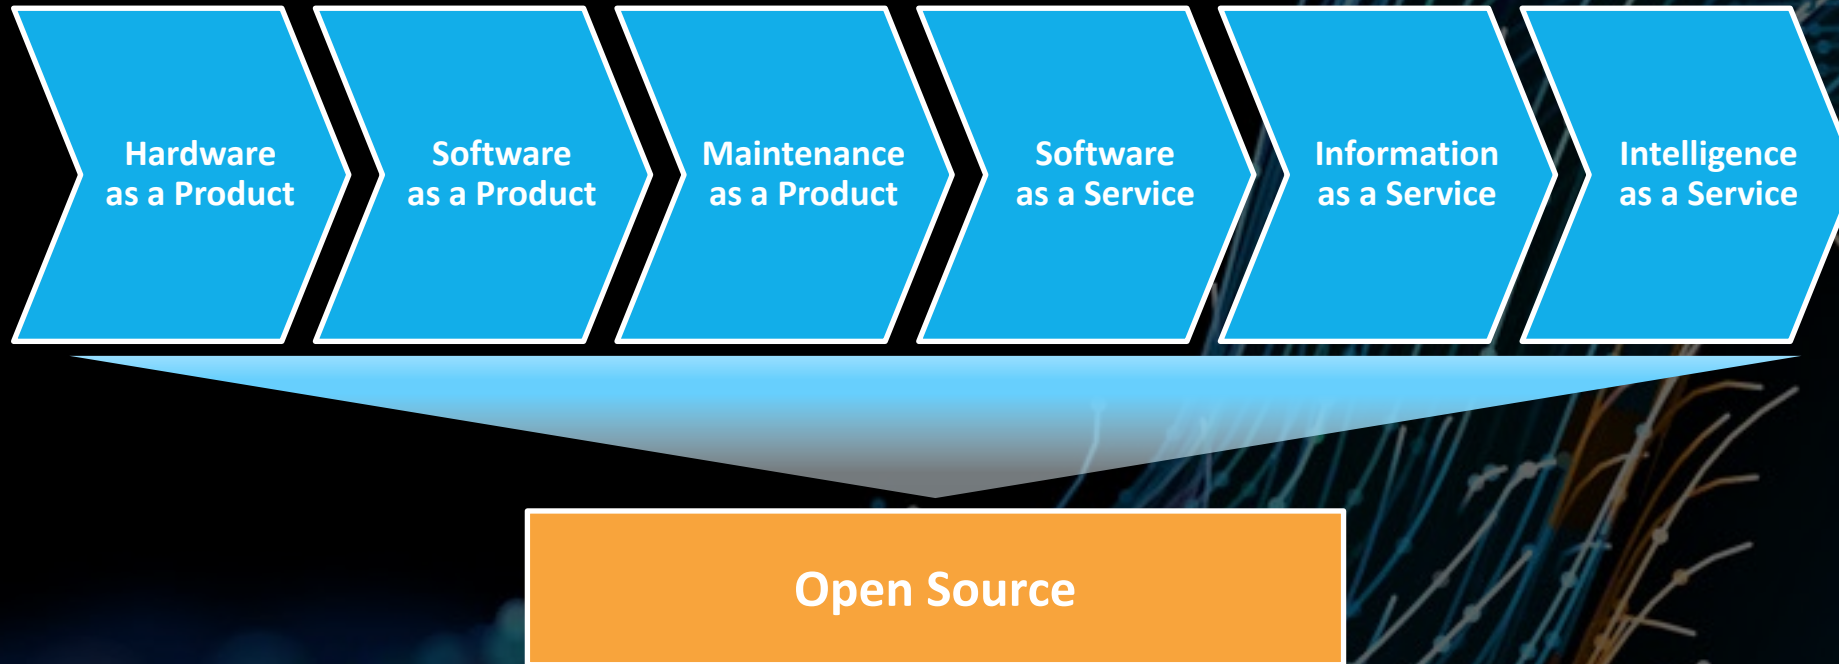 Hardware
as a Product
Software
as a Product
Maintenance
as a Product
Software
as a Service
Information
as a Service
Intelligence
as a Service
Open Source